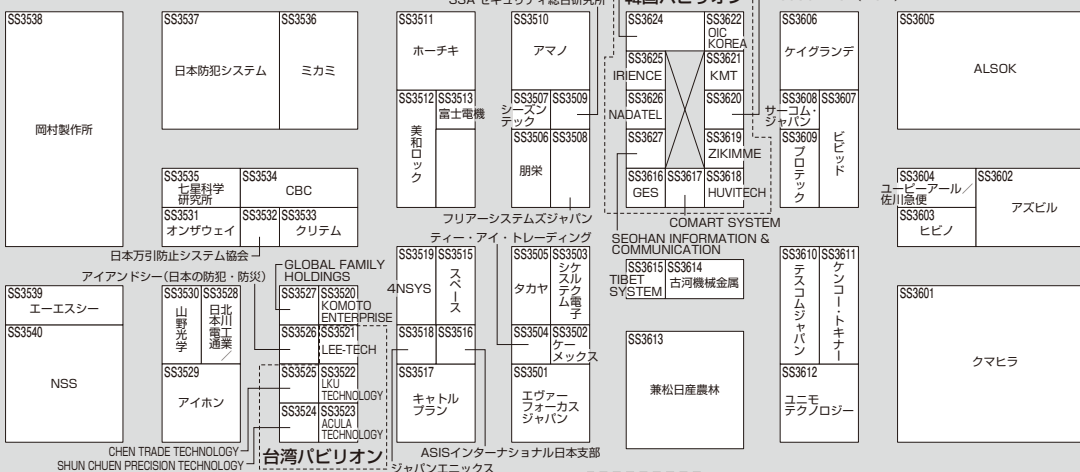 SSA セキュリティ総合研究所
韓国パビリオン
SS3538
岡村製作所
SS3537
日本防犯システム
SS3536
ミカミ
SS3511
ホーチキ
SS3510
アマノ
SS3624
SS3622
OIC
KOREA
SS3625
IRIENCE
SS3621
KMT
SS3606
ケイグランデ
SS3605
ALSOK
SS3512
美和ロック
SS3513
富士電機
SS3507
シーズン
テック
SS3509
SS3626
NADATEL
SS3620
SS3608
サーコム・
ジャパン
SS3607
ビビッド
SS3506
朋栄
SS3508
SS3627
SS3619
ZIKIMME
SS3609
プロテック
SS3535
七星科学
研究所
SS3534
CBC
SS3616
GES
SS3617
SS3618
HUVITECH
SS3604
ユーピーアール/
佐川急便
SS3602
アズビル
SS3531
オンザウェイ
SS3532
SS3533
クリテム
SS3603
ヒビノ
フリアーシステムズジャパン
COMART SYSTEM
ティー・アイ・トレーディング
SEOHAN INFORMATION &
COMMUNICATION
日本万引防止システム協会
アイアンドシー(日本の防犯・防災)
GLOBAL FAMILY
HOLDINGS
SS3519
4NSYS
SS3515
スペース
SS3505
タカヤ
SS3503
シケルク電子
システム
SS3615
TIBET
SYSTEM
SS3614
古河機械金属
SS3610
テスコムジャパン
SS3611
ケンコー・トキナー
SS3539
エーエスシー
SS3530
山野光学
SS3528
日本電通/
北川工業
SS3527
SS3520
KOMOTO
ENTERPRISE
SS3601
クマヒラ
SS3540
NSS
SS3526
SS3521
LEE-TECH
SS3518
SS3516
SS3504
SS3502
ケー
メックス
SS3613
兼松日産農林
SS3529
アイホン
SS3525
SS3522
LKU
TECHNOLOGY
SS3517
キャトル
プラン
SS3501
エヴァー
フォーカス
ジャパン
SS3612
ユニモ
テクノロジー
SS3524
SS3523
ACULA
TECHNOLOGY
CHEN TRADE TECHNOLOGY
SHUN CHUEN PRECISION TECHNOLOGY
台湾パビリオン
ASISインターナショナル日本支部
ジャパンエニックス